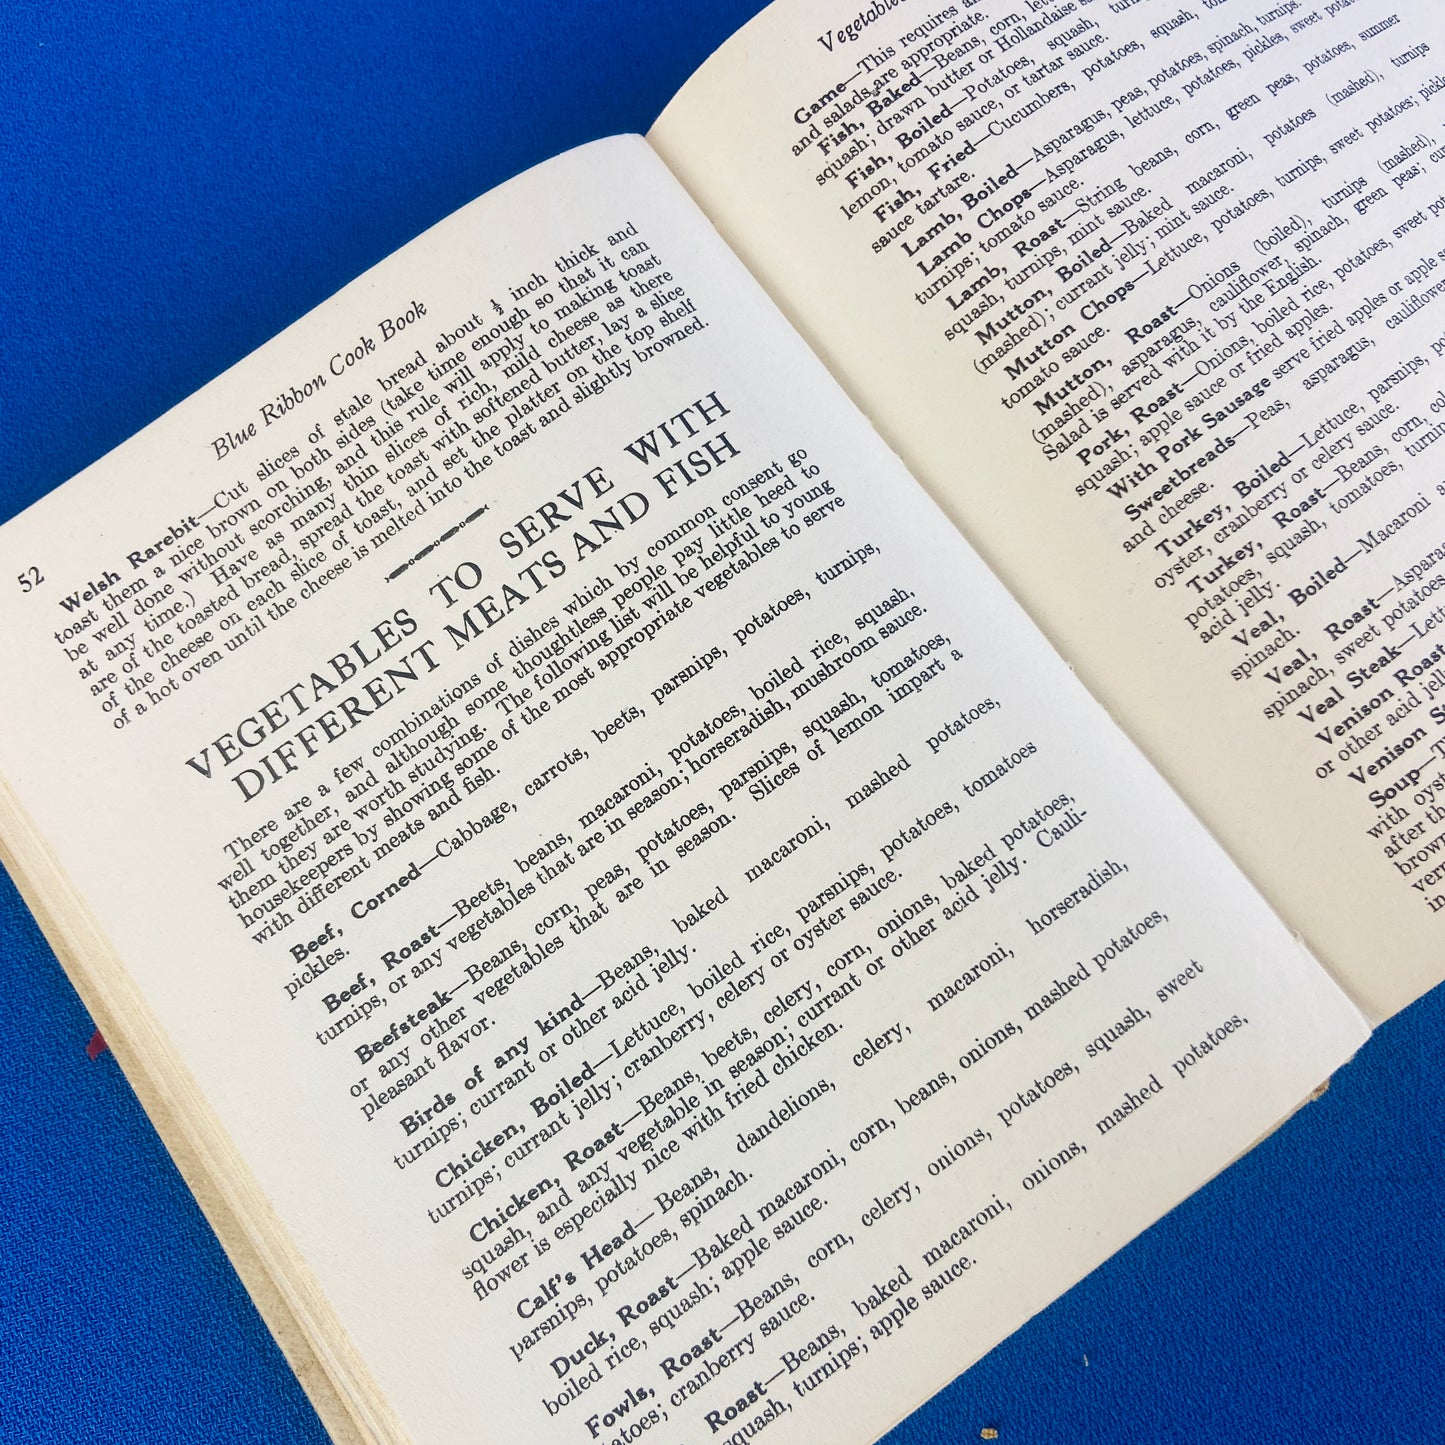 52
Blue Ribbon Cook Book
Welsh Rarebit—Cut slices of stale bread about ½ inch thick and
toast them a nice brown on both sides (take time enough so that it can
be well done without scorching, and this rule will apply to making toast
at any time.) Have as many thin slices of rich, mild cheese as there
are of the toasted bread, spread the toast with softened butter, lay a slice
of the cheese on each slice of toast, and set the platter on the top shelf
of a hot oven until the cheese is melted into the toast and slightly browned.
VEGETABLES TO SERVE WITH
DIFFERENT MEATS AND FISH
There are a few combinations of dishes which by common consent go
well together, and although some thoughtless people pay little heed to
them they are worth studying. The following list will be helpful to young
housekeepers by showing some of the most appropriate vegetables to serve
with different meats and fish.
Beef, Corned—Cabbage, carrots, beets, parsnips, potatoes, turnips,
pickles.
Beef, Roast—Beets, beans, macaroni, potatoes, boiled rice, squash,
turnips, or any vegetables that are in season; horseradish, mushroom sauce.
Beefsteak—Beans, corn, peas, potatoes, parsnips, squash, tomatoes,
or any other vegetables that are in season. Slices of lemon impart a
pleasant flavor.
Birds of any kind—Beans, baked macaroni, mashed potatoes,
turnips; currant or other acid jelly.
Chicken, Boiled—Lettuce, boiled rice, parsnips, potatoes, tomatoes
turnips; currant jelly; cranberry, celery or oyster sauce.
Chicken, Roast—Beans, beets, celery, corn, onions, baked potatoes,
squash, and any vegetable in season; currant or other acid jelly. Cauli-
flower is especially nice with fried chicken.
Calf's Head—Beans, dandelions, celery, macaroni, horseradish,
parsnips, potatoes, spinach.
Duck, Roast—Baked macaroni, corn, beans, onions, mashed potatoes,
boiled rice, squash; apple sauce.
Fowls, Roast—Beans, corn, celery, onions, potatoes, squash, sweet
atoes; cranberry sauce.
Roast—Beans, baked macaroni, onions, mashed potatoes,
squash, turnips; apple sauce.
Vegetables
Game—This requires
and salads are appropriate.
Fish, Baked—Beans, corn,
squash; drawn butter or Hollandaise
Fish, Boiled—Potatoes, squash,
lemon, tomato sauce, or tartar sauce.
Fish, Fried—Cucumbers, potatoes, squash,
sauce tartare.
Lamb, Boiled—Asparagus, peas, potatoes, spinach, turnips.
Lamb Chops—Asparagus, lettuce, potatoes, pickles, sweet
turnips; tomato sauce.
Lamb, Roast—String beans, corn, green peas, potatoes, summer
squash, turnips, mint sauce.
Mutton, Boiled—Baked macaroni, potatoes (mashed), turnips
(mashed); currant jelly; mint sauce.
Mutton Chops—Lettuce, potatoes, turnips, sweet potatoes;
tomato sauce.
Mutton, Roast—Onions (boiled), turnips (mashed),
(mashed), asparagus, cauliflower, spinach, green peas;
Salad is served with it by the English.
Pork, Roast—Onions, boiled rice, potatoes, sweet
squash; apple sauce or fried apples.
With Pork Sausage serve fried apples or apple
Sweetbreads—Peas, asparagus,
and cheese.
Turkey, Boiled—Lettuce, parsnips,
oyster, cranberry or celery sauce.
Turkey, Roast—Beans, corn,
potatoes, squash, tomatoes,
acid jelly.
Veal, Boiled—Macaroni
spinach.
Veal, Roast—
spinach, sweet potatoes
Veal Steak—
Venison Roast
or other acid
Venison
Soup—
with
after